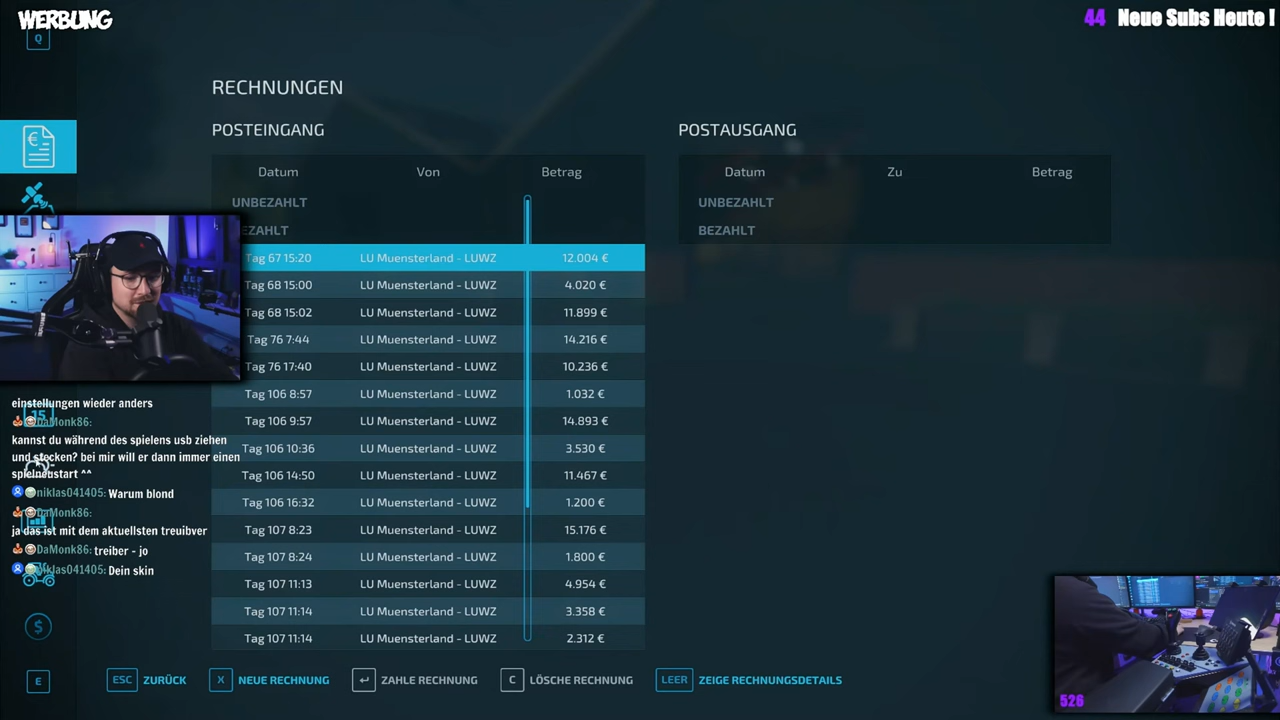 WERBUNG
44 Neue Subs Heute !
Q
RECHNUNGEN
POSTEINGANG
POSTAUSGANG
Datum Von Betrag
Datum Zu Betrag
UNBEZAHLT
UNBEZAHLT
EZAHLT
BEZAHLT
Tag 67 15:20 LU Muensterland - LUWZ 12.004 €
Tag 68 15:00 LU Muensterland - LUWZ 4.020 €
Tag 68 15:02 LU Muensterland - LUWZ 11.899 €
Tag 76 7:44 LU Muensterland - LUWZ 14.216 €
Tag 76 17:40 LU Muensterland - LUWZ 10.236 €
Tag 106 8:57 LU Muensterland - LUWZ 1.032 €
Tag 106 9:57 LU Muensterland - LUWZ 14.893 €
Tag 106 10:36 LU Muensterland - LUWZ 3.530 €
Tag 106 14:50 LU Muensterland - LUWZ 11.467 €
Tag 106 16:32 LU Muensterland - LUWZ 1.200 €
Tag 107 8:23 LU Muensterland - LUWZ 15.176 €
Tag 107 8:24 LU Muensterland - LUWZ 1.800 €
Tag 107 11:13 LU Muensterland - LUWZ 4.954 €
Tag 107 11:14 LU Muensterland - LUWZ 3.358 €
Tag 107 11:14 LU Muensterland - LUWZ 2.312 €
einstellungen wieder anders
15
DaMonk86:
kannst du während des spielens usb ziehen
und stecken? bei mir will er dann immer einen
spielneustart ^^
niklas041405: Warum blond
DaMonk86:
ja das ist mit dem aktuellsten treuibver
DaMonk86: treiber - jo
niklas041405: Dein skin
$
E
ESC ZURÜCK
X NEUE RECHNUNG
↵ ZAHLE RECHNUNG
C LÖSCHE RECHNUNG
LEER ZEIGE RECHNUNGSDETAILS
526